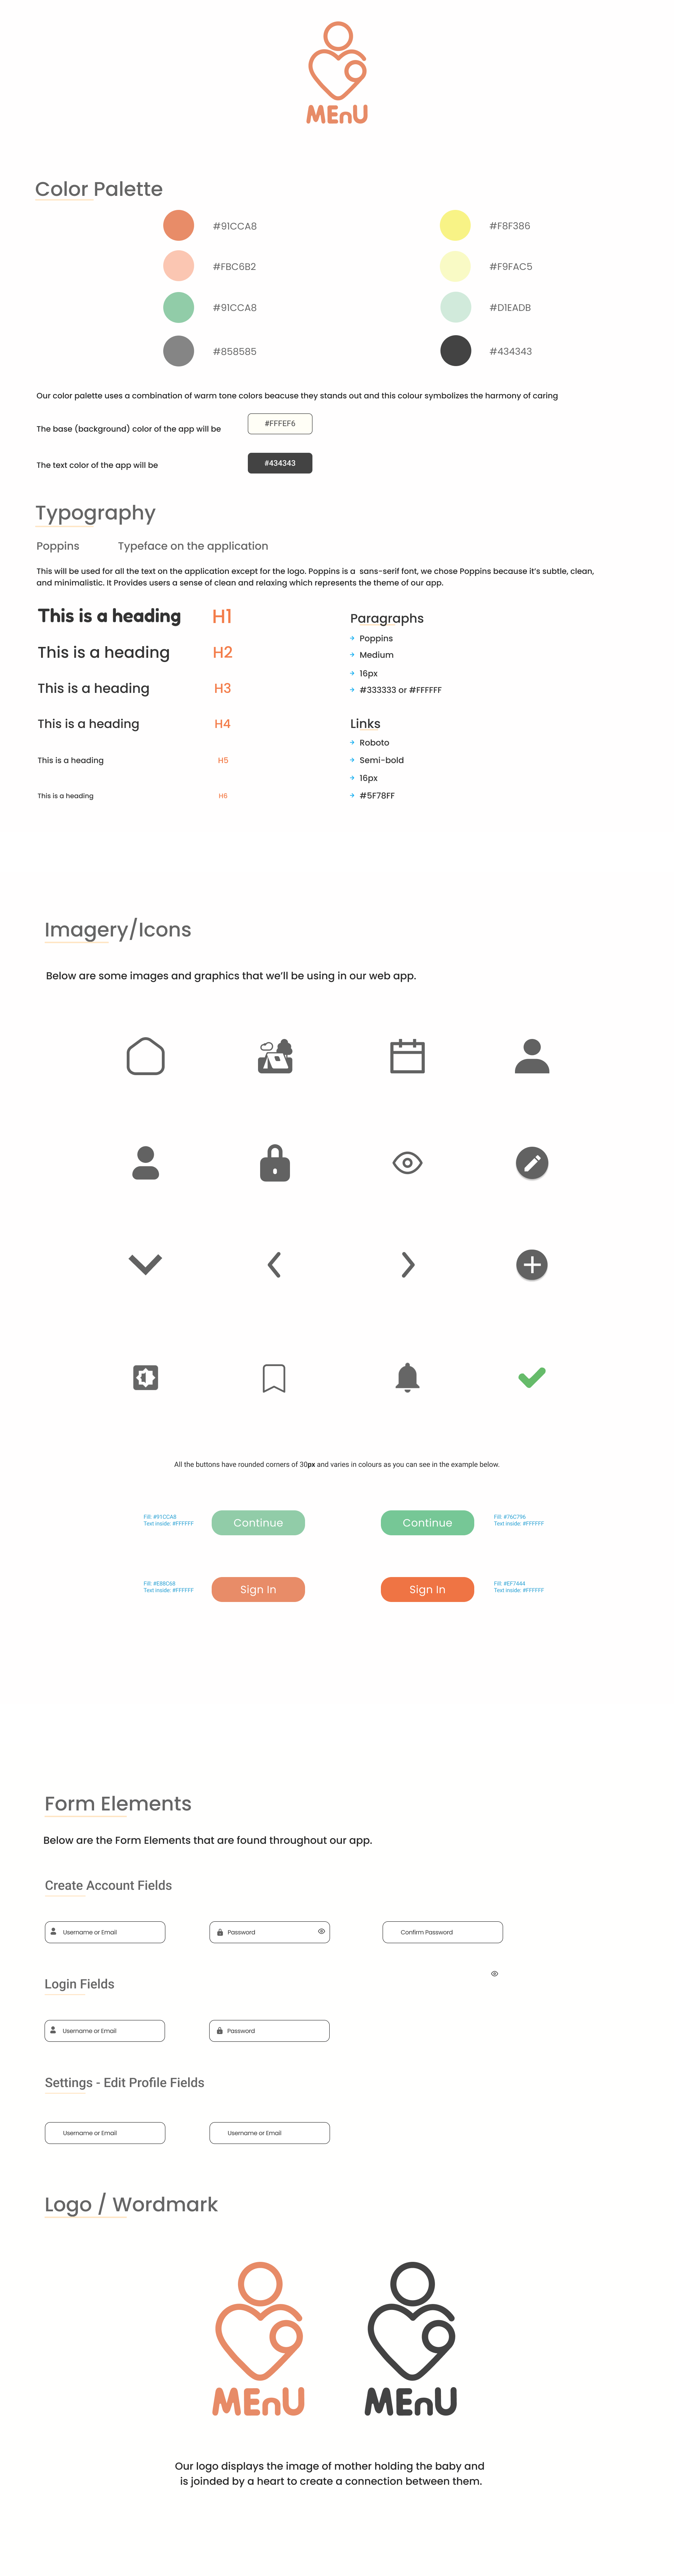 MEnU
Color Palette
#91CCA8
#F8F386
#FBC6B2
#F9FAC5
#91CCA8
#D1EADB
#858585
#434343
Our color palette uses a combination of warm tone colors beacuse they stands out and this colour symbolizes the harmony of caring
The base (background) color of the app will be
#FFFEF6
The text color of the app will be
#434343
Typography
Poppins
Typeface on the application
This will be used for all the text on the application except for the logo. Poppins is a sans-serif font, we chose Poppins because it's subtle, clean,
and minimalistic. It Provides users a sense of clean and relaxing which represents the theme of our app.
This is a heading
H1
This is a heading
H2
This is a heading
H3
This is a heading
H4
This is a heading
H5
This is a heading
H6
Paragraphs
Poppins
Medium
16px
#333333 or #FFFFFF
Links
Roboto
Semi-bold
16px
#5F78FF
Imagery/Icons
Below are some images and graphics that we'll be using in our web app.
All the buttons have rounded corners of 30px and varies in colours as you can see in the example below.
Fill: #91CCA8
Text inside: #FFFFFF
Continue
Continue
Fill: #76C796
Text inside: #FFFFFF
Fill: #E88C68
Text inside: #FFFFFF
Sign In
Sign In
Fill: #EF7444
Text inside: #FFFFFF
Form Elements
Below are the Form Elements that are found throughout our app.
Create Account Fields
Username or Email
Password
Confirm Password
Login Fields
Username or Email
Password
Settings - Edit Profile Fields
Username or Email
Username or Email
Logo / Wordmark
MEnU
MEnU
Our logo displays the image of mother holding the baby and
is joinded by a heart to create a connection between them.